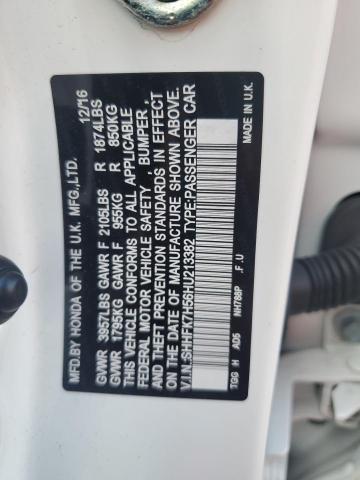 MFD.BY HONDA OF THE U.K. MFG.,LTD. 12/16
GVWR 3957LBS GAWR F 2105LBS R 1874LBS
GVWR 1795KG GAWR F 955KG R 850KG
THIS VEHICLE CONFORMS TO ALL APPLICABLE
FEDERAL MOTOR VEHICLE SAFETY , BUMPER ,
AND THEFT PREVENTION STANDARDS IN EFFECT
ON THE DATE OF MANUFACTURE SHOWN ABOVE.
V.I.N.:SHHFK7H56HU213382 TYPE:PASSENGER CAR
TGG H A05 NH788P .F .U MADE IN U.K.